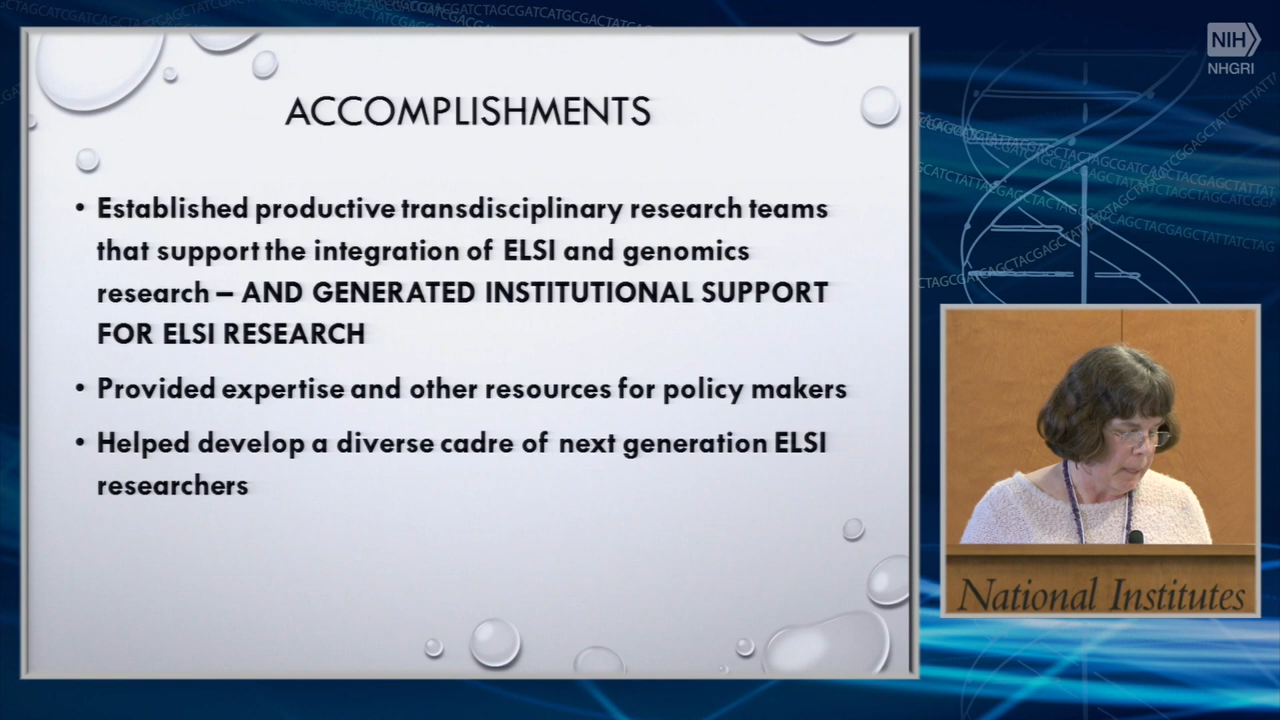 NIH
NHGRI
ACCOMPLISHMENTS
• Established productive transdisciplinary research teams
that support the integration of ELSI and genomics
research – AND GENERATED INSTITUTIONAL SUPPORT
FOR ELSI RESEARCH
• Provided expertise and other resources for policy makers
• Helped develop a diverse cadre of next generation ELSI
researchers
National Institutes